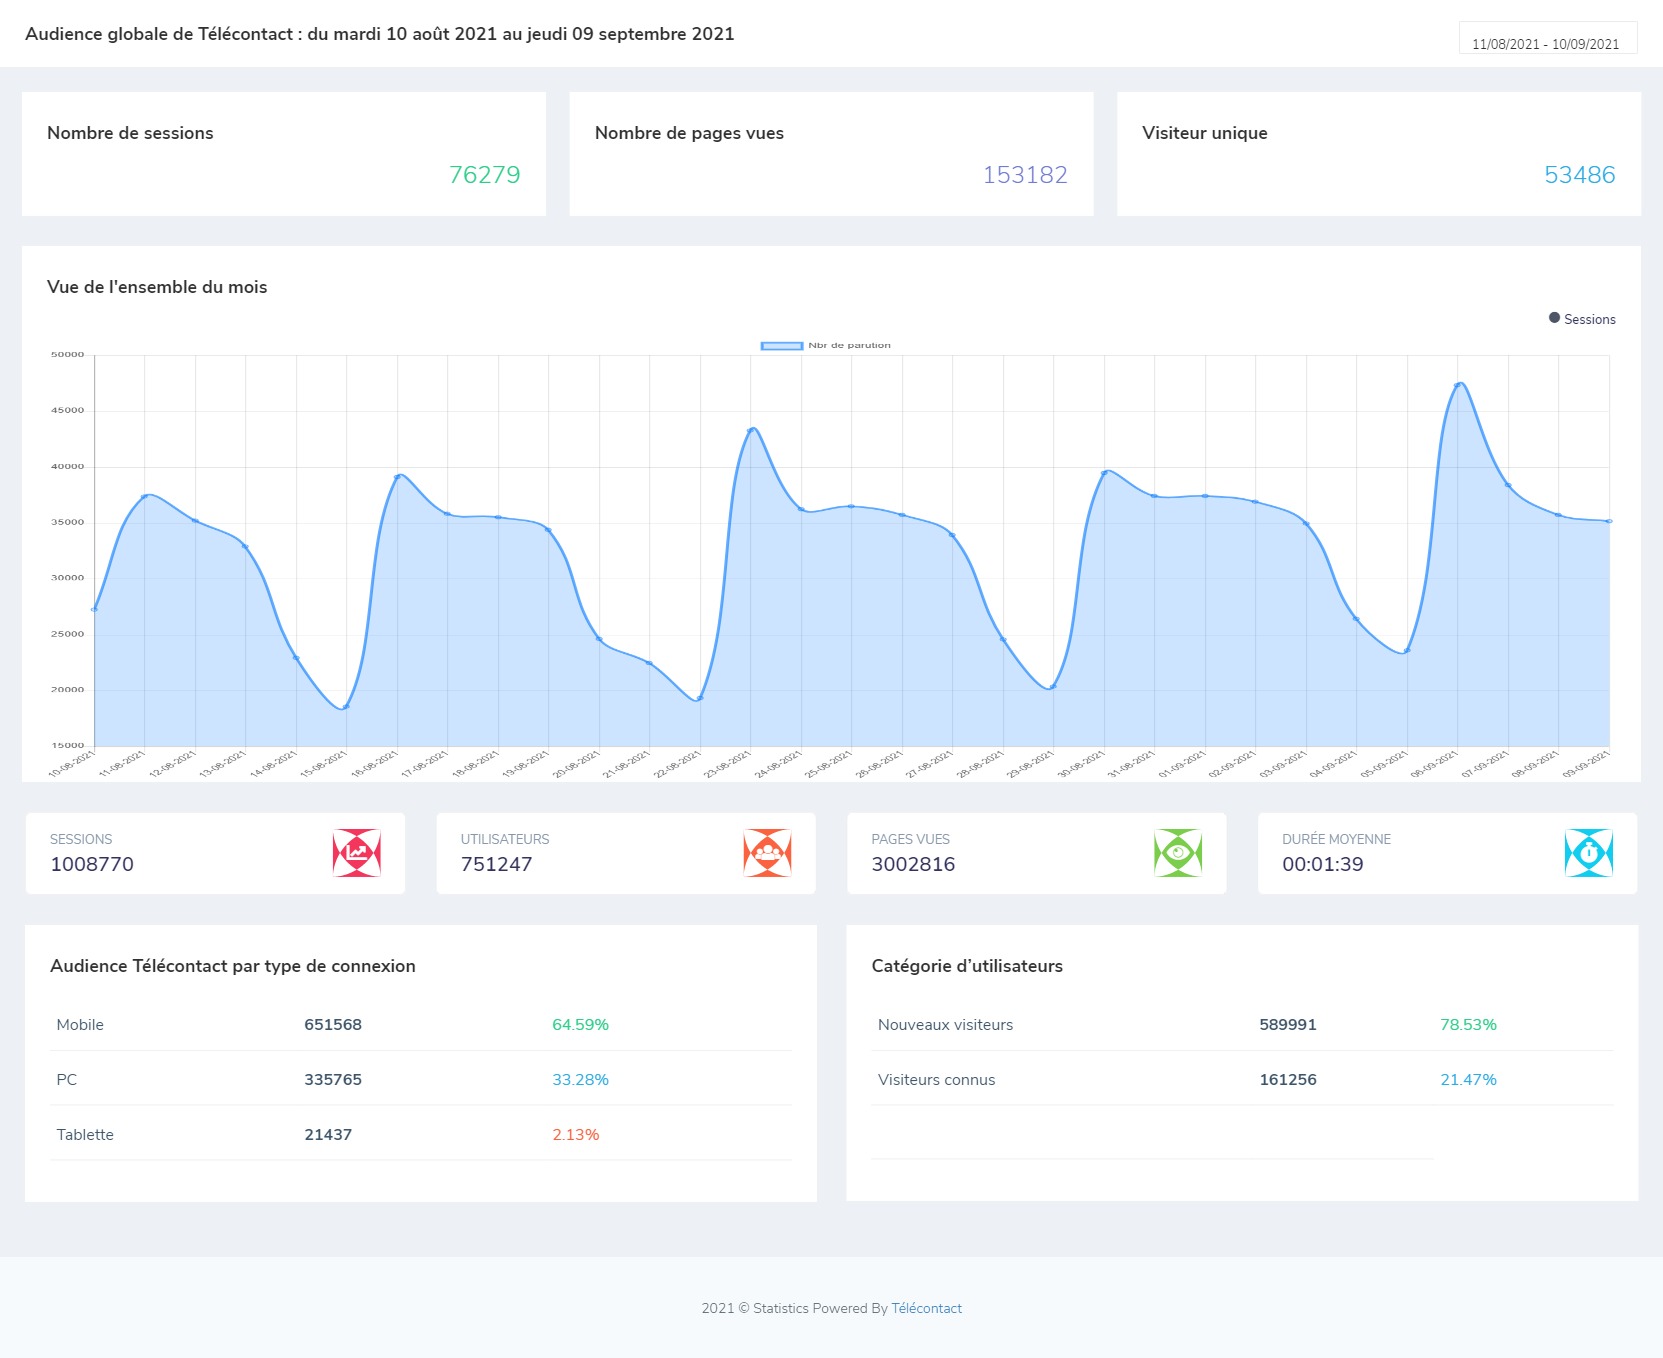 Audience globale de Télécontact : du mardi 10 août 2021 au jeudi 09 septembre 2021
11/08/2021 - 10/09/2021
Nombre de sessions
76279
Nombre de pages vues
153182
Visiteur unique
53486
Vue de l'ensemble du mois
Sessions
Nbr de parution
50000
45000
40000
35000
30000
25000
20000
15000
10-08-2021
11-08-2021
12-08-2021
13-08-2021
14-08-2021
15-08-2021
16-08-2021
17-08-2021
18-08-2021
19-08-2021
20-08-2021
21-08-2021
22-08-2021
23-08-2021
24-08-2021
25-08-2021
26-08-2021
27-08-2021
28-08-2021
29-08-2021
30-08-2021
31-08-2021
01-09-2021
02-09-2021
03-09-2021
04-09-2021
05-09-2021
06-09-2021
07-09-2021
08-09-2021
09-09-2021
SESSIONS
1008770
UTILISATEURS
751247
PAGES VUES
3002816
DURÉE MOYENNE
00:01:39
Audience Télécontact par type de connexion
Mobile 651568 64.59%
PC 335765 33.28%
Tablette 21437 2.13%
Catégorie d’utilisateurs
Nouveaux visiteurs 589991 78.53%
Visiteurs connus 161256 21.47%
2021 © Statistics Powered By Télécontact